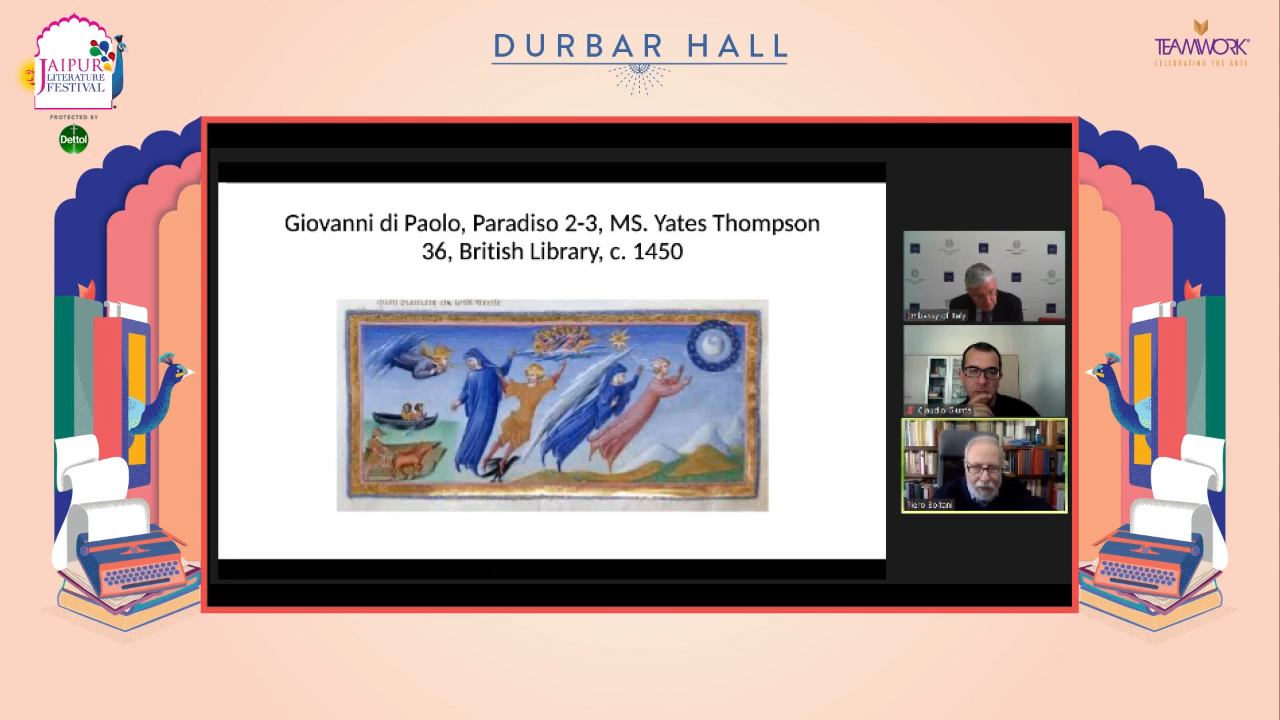 JAIPUR
LITERATURE
FESTIVAL
PROTECTED BY
Dettol
DURBAR HALL
TEAMWORK
CELEBRATING THE ARTS
Giovanni di Paolo, Paradiso 2-3, MS. Yates Thompson
36, British Library, c. 1450
Embassy of Italy
Claudio Giunta
Piero Boitani